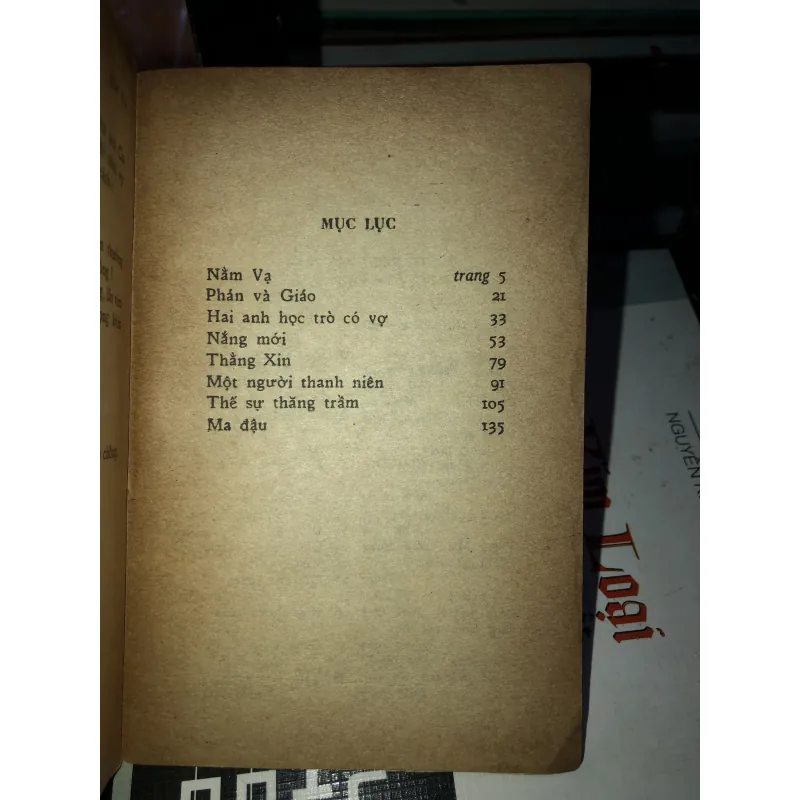 MỤC LỤC
Nằm Vạ trang 5
Phán và Giáo 21
Hai anh học trò có vợ 33
Nắng mới 53
Thằng Xin 79
Một người thanh niên 91
Thế sự thăng trầm 105
Ma đậu 135
NGUYỄN
Loại